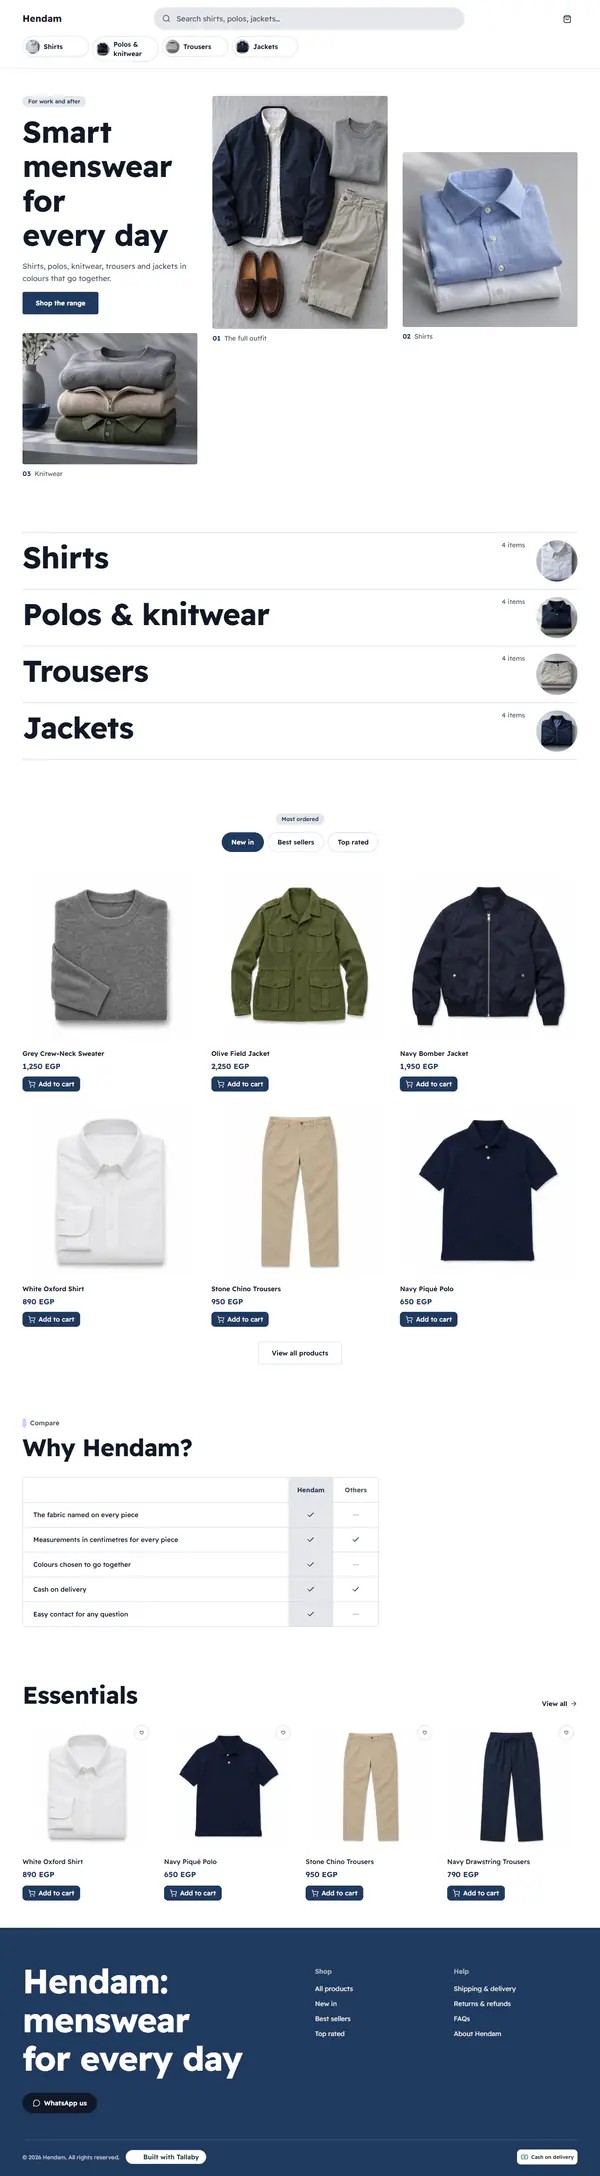 Hendam
Search shirts, polos, jackets...
Shirts
Polos &
knitwear
Trousers
Jackets
For work and after
Smart
menswear
for
every day
Shirts, polos, knitwear, trousers and jackets in
colours that go together.
Shop the range
01 The full outfit
02 Shirts
03 Knitwear
Shirts
4 items
Polos & knitwear
4 items
Trousers
4 items
Jackets
4 items
Most ordered
New in
Best sellers
Top rated
Grey Crew-Neck Sweater
1,250 EGP
Add to cart
Olive Field Jacket
2,250 EGP
Add to cart
Navy Bomber Jacket
1,950 EGP
Add to cart
White Oxford Shirt
890 EGP
Add to cart
Stone Chino Trousers
950 EGP
Add to cart
Navy Piqué Polo
650 EGP
Add to cart
View all products
Compare
Why Hendam?
Hendam
Others
The fabric named on every piece
Measurements in centimetres for every piece
Colours chosen to go together
Cash on delivery
Easy contact for any question
Essentials
View all
White Oxford Shirt
890 EGP
Add to cart
Navy Piqué Polo
650 EGP
Add to cart
Stone Chino Trousers
950 EGP
Add to cart
Navy Drawstring Trousers
790 EGP
Add to cart
Hendam:
menswear
for every day
WhatsApp us
Shop
All products
New in
Best sellers
Top rated
Help
Shipping & delivery
Returns & refunds
FAQs
About Hendam
© 2026 Hendam. All rights reserved.
Built with Tallaby
Cash on delivery